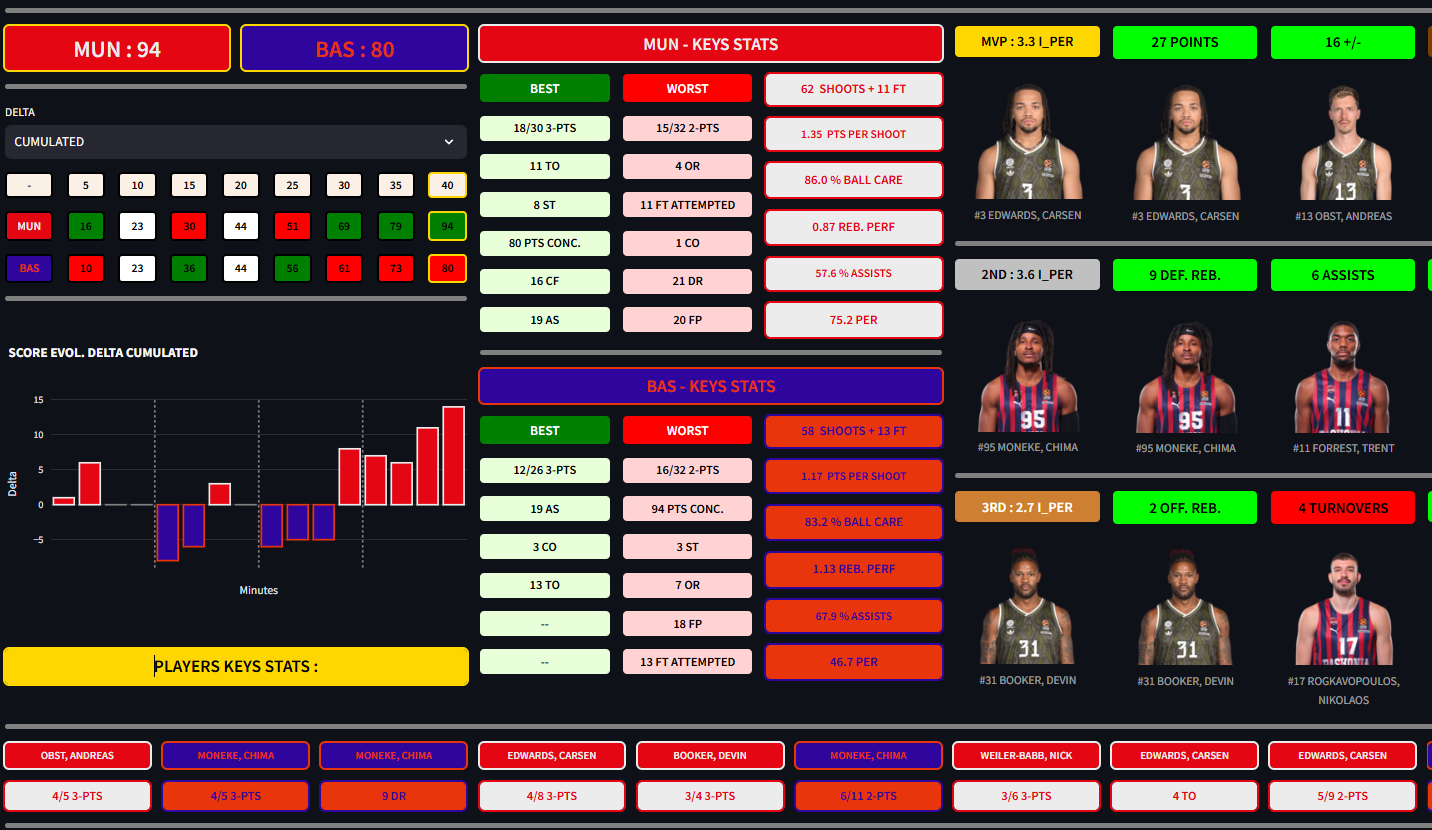 MUN : 94
BAS : 80
DELTA
CUMULATED
- 5 10 15 20 25 30 35 40
MUN 16 23 30 44 51 69 79 94
BAS 10 23 36 44 56 61 73 80
SCORE EVOL. DELTA CUMULATED
15
10
5
0
−5
Delta
Minutes
PLAYERS KEYS STATS :
MUN - KEYS STATS
BEST WORST 62 SHOOTS + 11 FT
18/30 3-PTS 15/32 2-PTS 1.35 PTS PER SHOOT
11 TO 4 OR 86.0 % BALL CARE
8 ST 11 FT ATTEMPTED 0.87 REB. PERF
80 PTS CONC. 1 CO
16 CF 21 DR 57.6 % ASSISTS
19 AS 20 FP 75.2 PER
BAS - KEYS STATS
BEST WORST 58 SHOOTS + 13 FT
12/26 3-PTS 16/32 2-PTS 1.17 PTS PER SHOOT
19 AS 94 PTS CONC. 83.2 % BALL CARE
3 CO 3 ST 1.13 REB. PERF
13 TO 7 OR
-- 18 FP 67.9 % ASSISTS
-- 13 FT ATTEMPTED 46.7 PER
MVP : 3.3 I_PER 27 POINTS 16 +/-
3 3 13
#3 EDWARDS, CARSEN #3 EDWARDS, CARSEN #13 OBST, ANDREAS
2ND : 3.6 I_PER 9 DEF. REB. 6 ASSISTS
95 95 11
#95 MONEKE, CHIMA #95 MONEKE, CHIMA #11 FORREST, TRENT
3RD : 2.7 I_PER 2 OFF. REB. 4 TURNOVERS
31 31 17
BASKONIA
#31 BOOKER, DEVIN #31 BOOKER, DEVIN #17 ROGKAVOPOULOS,
NIKOLAOS
OBST, ANDREAS MONEKE, CHIMA MONEKE, CHIMA EDWARDS, CARSEN BOOKER, DEVIN MONEKE, CHIMA WEILER-BABB, NICK EDWARDS, CARSEN EDWARDS, CARSEN
4/5 3-PTS 4/5 3-PTS 9 DR 4/8 3-PTS 3/4 3-PTS 6/11 2-PTS 3/6 3-PTS 4 TO 5/9 2-PTS